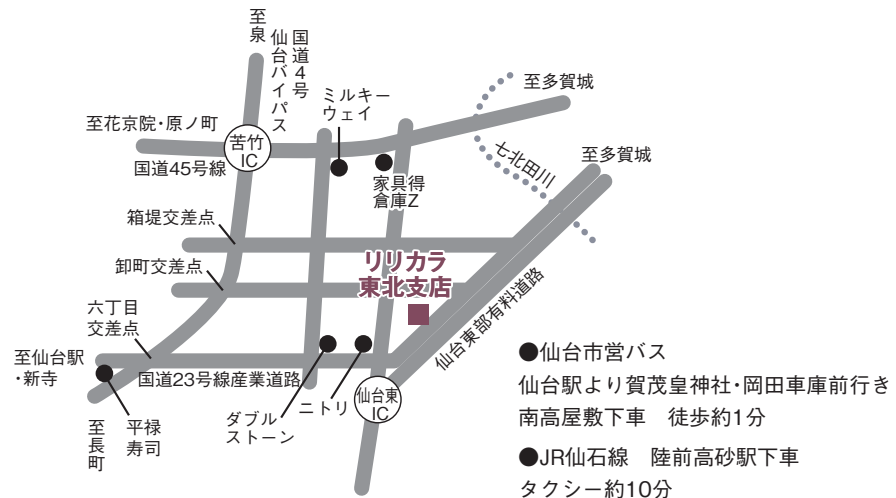 至泉
国道4号
仙台バイパス
ミルキー
ウェイ
至多賀城
至花京院・原ノ町
苦竹
IC
国道45号線
家具得
倉庫Z
七北田川
至多賀城
箱堤交差点
卸町交差点
リリカラ
東北支店
仙台東部有料道路
六丁目
交差点
至仙台駅
・新寺
国道23号線産業道路
仙台東
IC
ダブル
ストーン
ニトリ
至長町
平禄
寿司
●仙台市営バス
仙台駅より賀茂皇神社・岡田車庫前行き
南高屋敷下車　徒歩約1分
●JR仙石線　陸前高砂駅下車
タクシー約10分